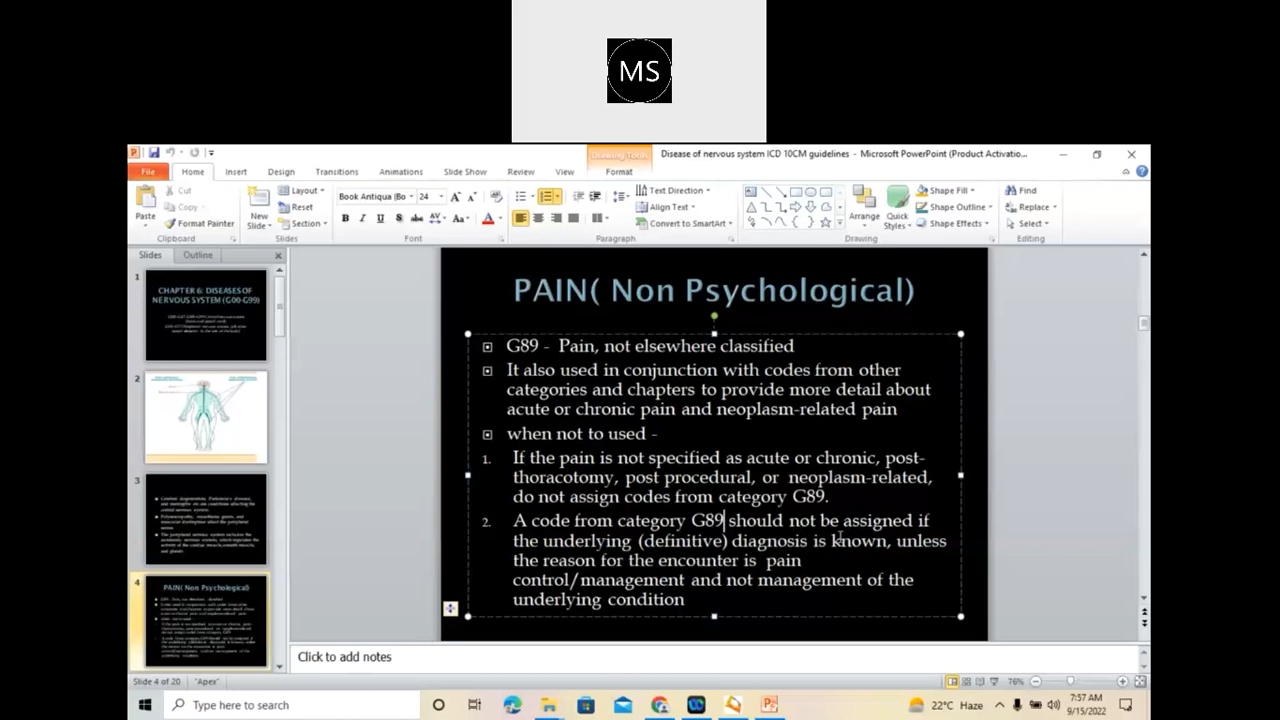 MS
Drawing Tools
Disease of nervous system ICD 10CM guidelines - Microsoft PowerPoint (Product Activatio...
File Home Insert Design Transitions Animations Slide Show Review View Format
Paste
Cut
Copy
Format Painter
Clipboard
New Slide
Layout
Reset
Section
Slides
Book Antiqua (Bo 24
Font
Text Direction
Align Text
Convert to SmartArt
Paragraph
Arrange
Quick Styles
Shape Fill
Shape Outline
Shape Effects
Drawing
Find
Replace
Select
Editing
Slides Outline
1
CHAPTER 6: DISEASES OF
NERVOUS SYSTEM (G00-G99)
2
3
4
PAIN( Non Psychological)
PAIN( Non Psychological)
G89 - Pain, not elsewhere classified
It also used in conjunction with codes from other
categories and chapters to provide more detail about
acute or chronic pain and neoplasm-related pain
when not to used -
1. If the pain is not specified as acute or chronic, post-
thoracotomy, post procedural, or neoplasm-related,
do not assign codes from category G89.
2. A code from category G89 should not be assigned if
the underlying (definitive) diagnosis is known, unless
the reason for the encounter is pain
control/management and not management of the
underlying condition
Click to add notes
Slide 4 of 20 "Apex" 76%
Type here to search
22°C Haze
7:57 AM
9/15/2022